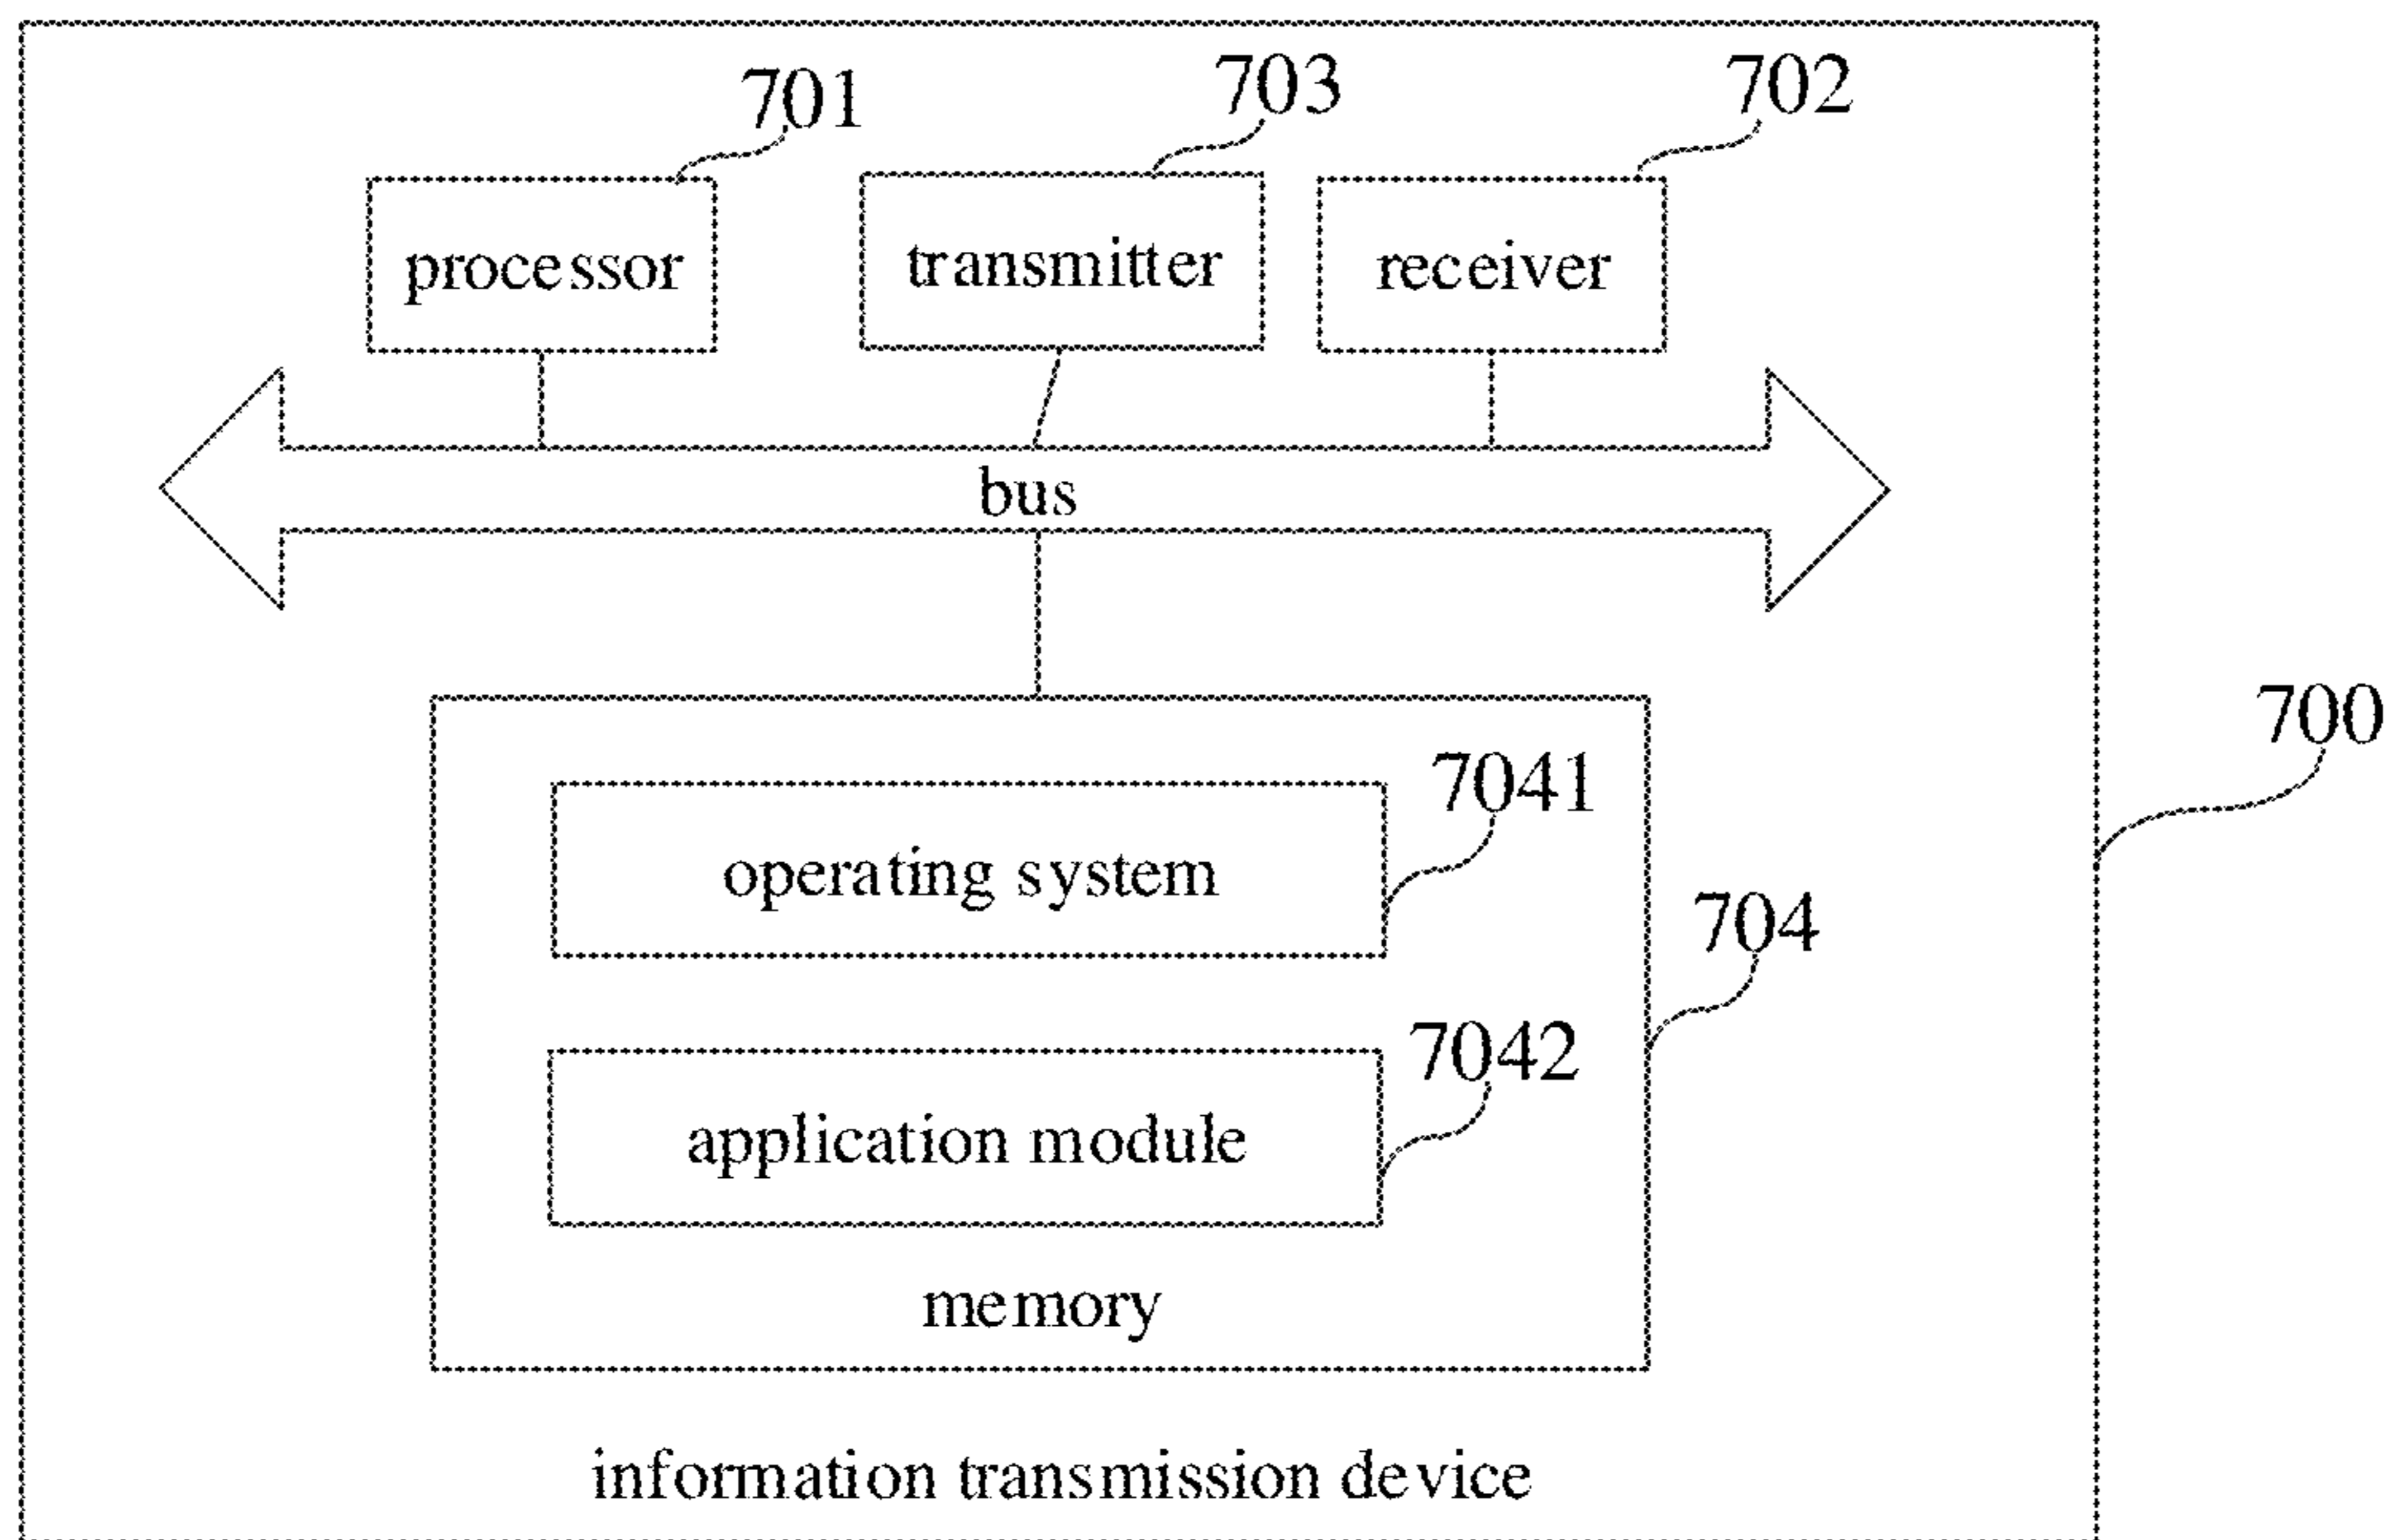 701 703 702
processor transmitter receiver
bus
700
7041
operating system
704
7042
application module
memory
information transmission device